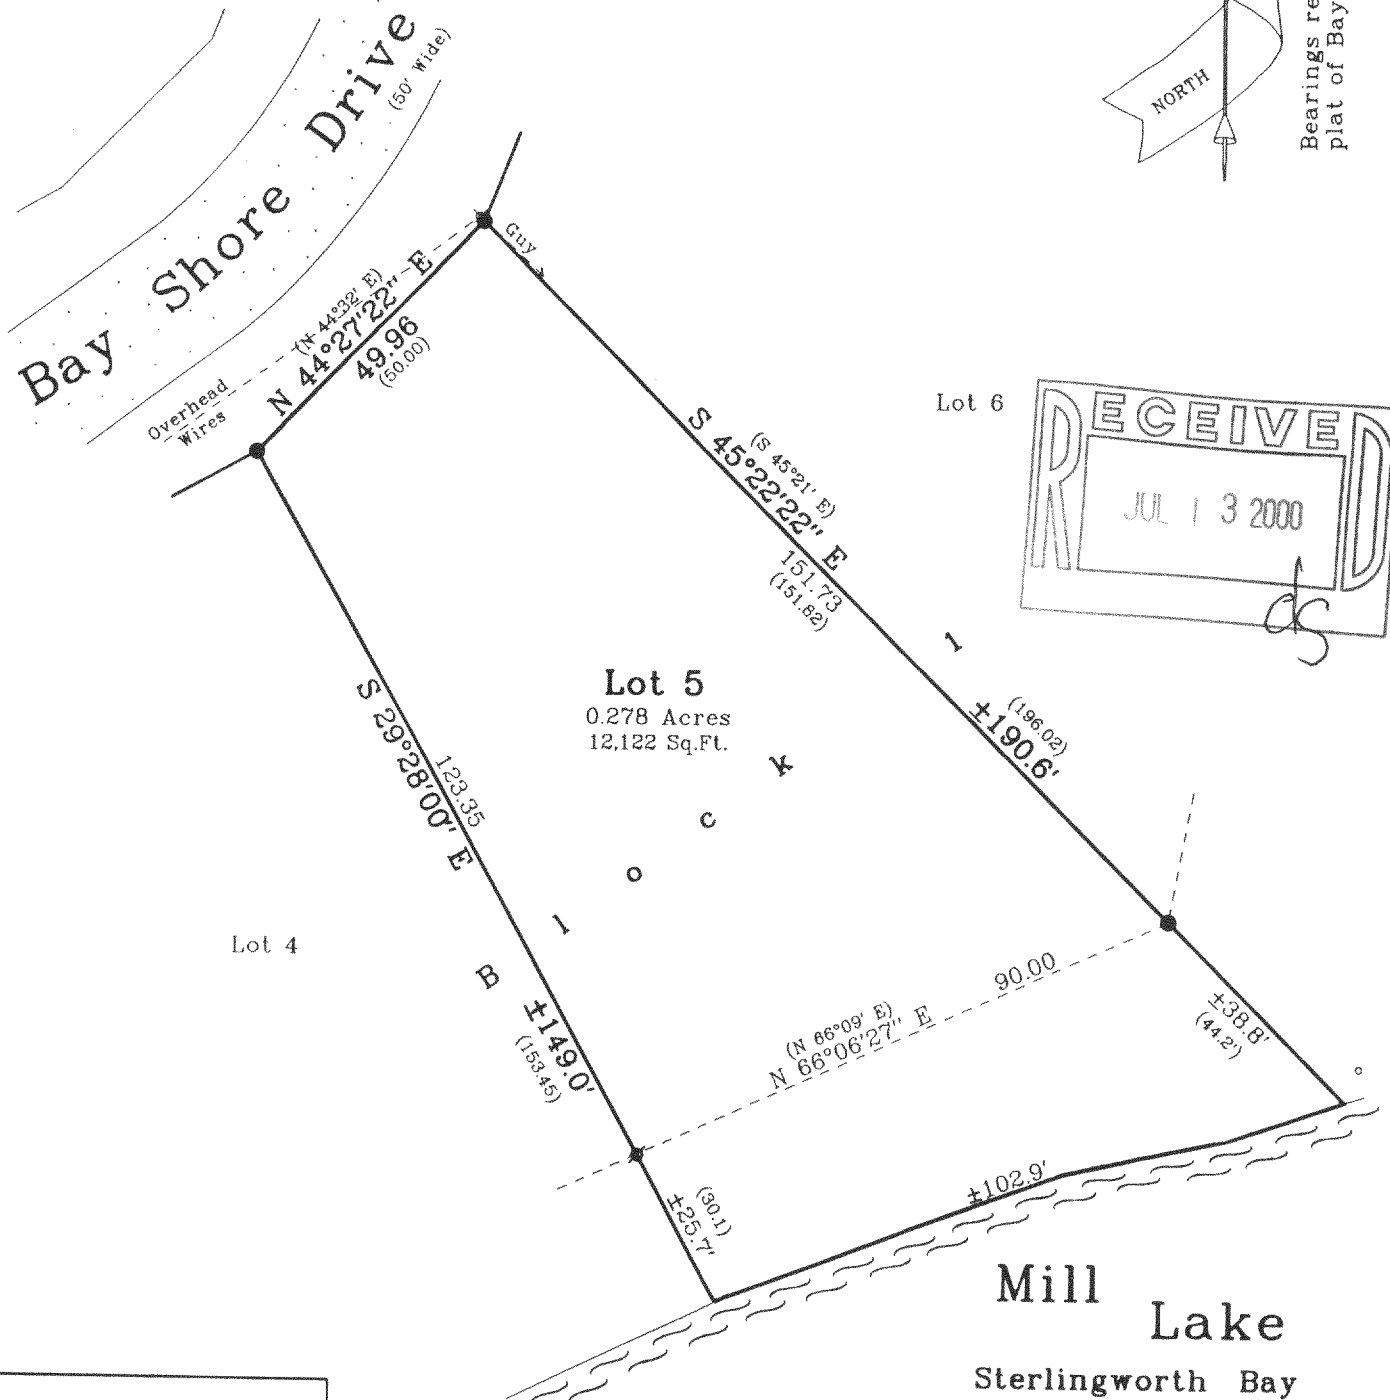 Bay Shore Drive
(50' Wide)
NORTH
Bearings re
plat of Bay
Guy
(N 44°32' E)
N 44°27'22" E
49.96
(50.00)
Overhead
Wires
Lot 6
RECEIVED
JUL 13 2000
(S 45°21' E)
S 45°22'22" E
151.73
(151.82)
Lot 5
0.278 Acres
12,122 Sq.Ft.
(196.02)
±190.6'
S 29°28'00" E
123.35
Block 1
Lot 4
±149.0'
(153.45)
90.00
(N 66°09' E)
N 66°06'27" E
±38.8'
(44.2')
(30.1)
±25.7'
±102.9'
Mill
Lake
Sterlingworth Bay